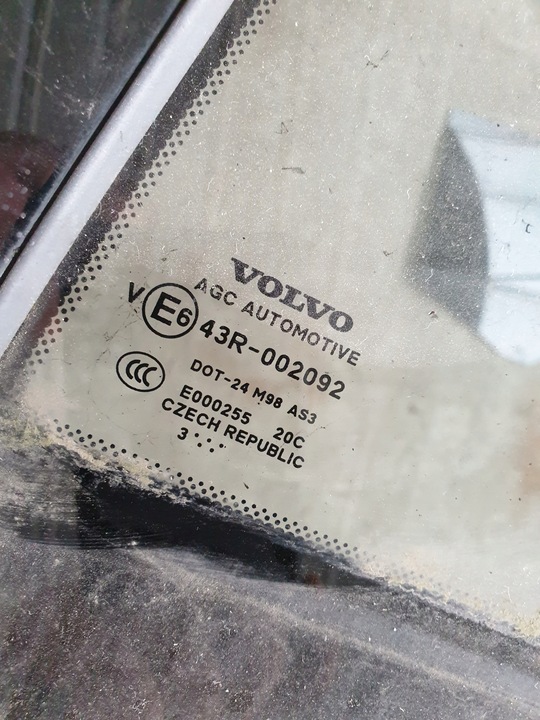 VOLVO
AGC AUTOMOTIVE
V E6 43R-002092
DOT-24 M98 AS3
CCC E000255 20C
CZECH REPUBLIC
3